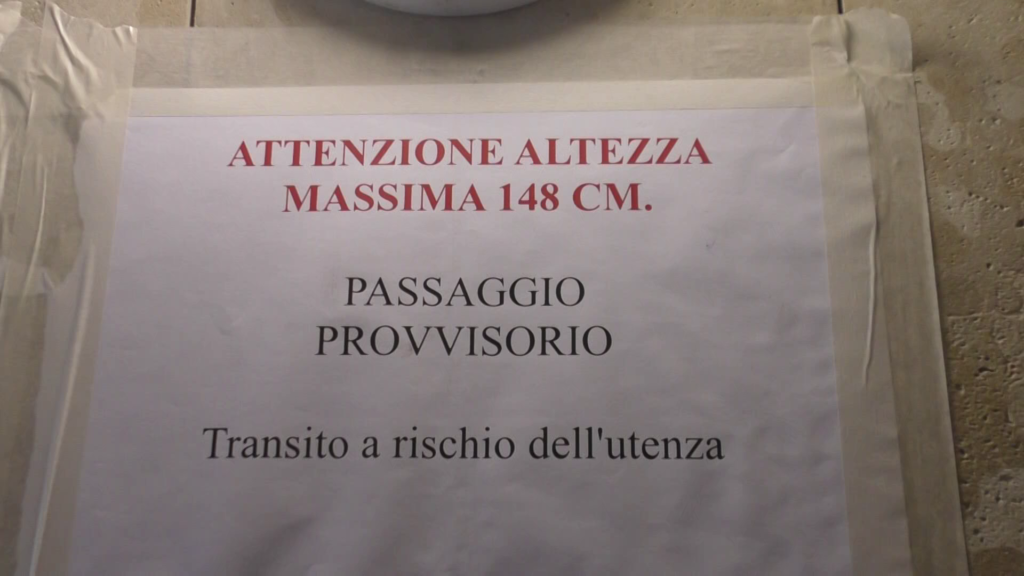 ATTENZIONE ALTEZZA
MASSIMA 148 CM.
PASSAGGIO
PROVVISORIO
Transito a rischio dell'utenza